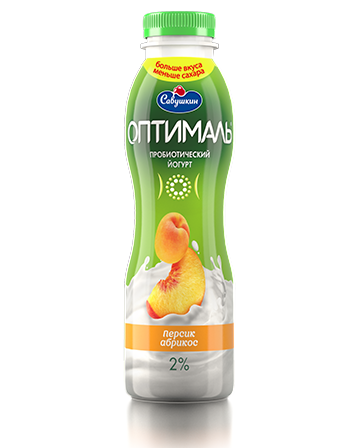 больше вкуса
меньше сахара
Савушкин
ОПТИМАЛЬ
ПРОБИОТИЧЕСКИЙ
ЙОГУРТ
персик
абрикос
2%